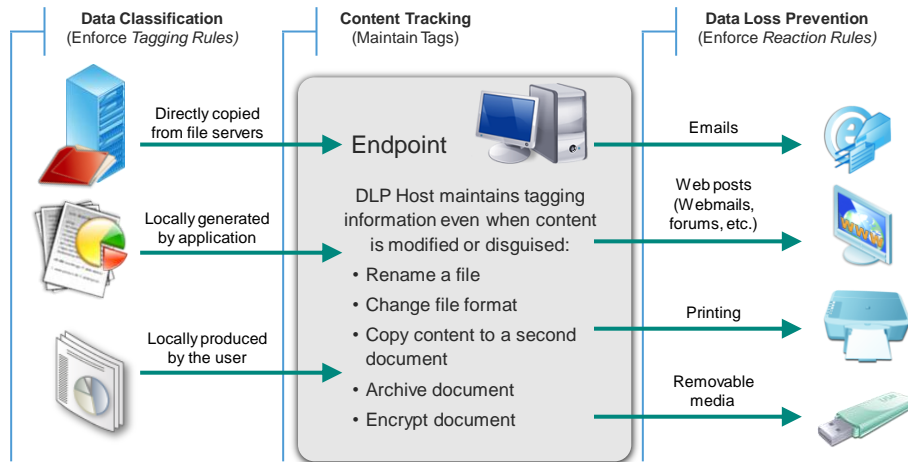 Data Classification
(Enforce Tagging Rules)
Content Tracking
(Maintain Tags)
Data Loss Prevention
(Enforce Reaction Rules)
Directly copied
from file servers
Locally generated
by application
Locally produced
by the user
Endpoint
DLP Host maintains tagging
information even when content
is modified or disguised:
• Rename a file
• Change file format
• Copy content to a second
document
• Archive document
• Encrypt document
Emails
Web posts
(Webmails,
forums, etc.)
WWW
Printing
Removable
media